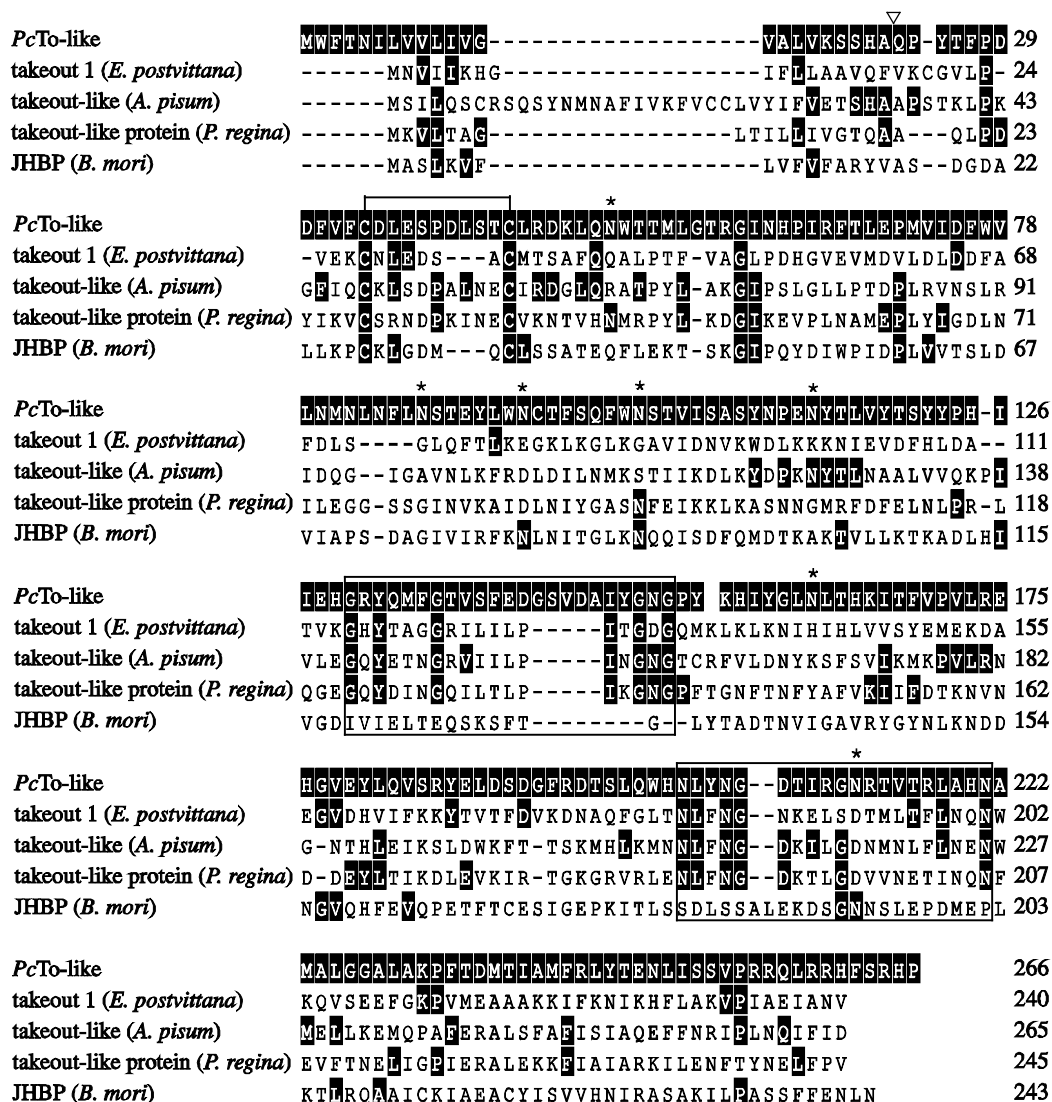 ▽
PcTo-like MWFTNILVVLIVG-------------------VALVKSSHAQP-YTFPD 29
takeout 1 (E. postvittana) ------MNVIIKHG-------------------IFLLAAVQFVKCGVLP- 24
takeout-like (A. pisum) ------MSILQSCRSQSYNMNAFIVKFVCCLVYIFVETSHAAPSTKLPK 43
takeout-like protein (P. regina) ------MKVLTAG-----------------LTILLIVGTQAA---QLPD 23
JHBP (B. mori) ------MASLKVF-------------------LVFVFARYVAS--DGDA 22
*
PcTo-like DFVFCDLESPDLSTCLRDKLQNWTTMLGTRGINHPIRFTLEPMVIDFWV 78
takeout 1 (E. postvittana) -VEKCNLEDS---ACMTSAFQQALPTF-VAGLPDHGVEVMDVLDLDDFA 68
takeout-like (A. pisum) GFIQCKLSDPALNECIRDGLQRATPYL-AKGIPSLGLLPTDPLRVNSLR 91
takeout-like protein (P. regina) YIKVCSRNDPKINECVKNTVHNMRPYL-KDGIKEVPLNAMEPLYIGDLN 71
JHBP (B. mori) LLKPCKLGDM---QCLSSATEQFLEKT-SKGIPQYDIWPIDPLVVTSLD 67
* * * *
PcTo-like LNMNLNFLNSTEYLWNCTFSQFWNSTVISASYNPENYTLVYTSYYPH-I 126
takeout 1 (E. postvittana) FDLS----GLQFTLKEGKLKGLKGAVIDNVKWDLKKKNIEVDFHLDA-- 111
takeout-like (A. pisum) IDQG--IGAVNLKFRDLDILNMKSTIIKDLKYDPKNYTLNAALVVQKPI 138
takeout-like protein (P. regina) ILEGG-SSGINVKAIDLNIYGASNFEIKKLKASNNGMRFDFELNLPR-L 118
JHBP (B. mori) VIAPS-DAGIVIRFKNLNITGLKNQQISDFQMDTKAKTVLLKTKADLHI 115
*
PcTo-like IEHGRYQMFGTVSFEDGSVDAIYGNGPY KHIYGLNLTHKITFVPVLRE 175
takeout 1 (E. postvittana) TVKGHYTAGGRILILP-----ITGDGQMKLKLKNIHIHLVVSYEMEKDA 155
takeout-like (A. pisum) VLEGQYETNGRVIILP-----INGNGTCRFVLDNYKSFSVIKMKPVLRN 182
takeout-like protein (P. regina) QGEGQYDINGQILTLP-----IKGNGPFTGNFTNFYAFVKIIFDTKNVN 162
JHBP (B. mori) VGDIVIELTEQSKSFT--------G-LYTADTNVIGAVRYGYNLKNDD 154
*
PcTo-like HGVEYLQVSRYELDSDGFRDTSLQWHNLYNG--DTIRGNRTVTRLAHNA 222
takeout 1 (E. postvittana) EGVDHVIFKKYTVTFDVKDNAQFGLTNLFNG--NKELSDTMLTFLNQNW 202
takeout-like (A. pisum) G-NTHLEIKSLDWKFT-TSKMHLKMNNLFNG--DKILGDNMNLFLNENW 227
takeout-like protein (P. regina) D-DEYLTIKDLEVKIR-TGKGRVRLENLFNG--DKTLGDVVNETINQNF 207
JHBP (B. mori) NGVQHFEVQPETFTCESIGEPKITLSSDLSSALEKDSGNNSLEPDMEPL 203
PcTo-like MALGGALAKPFTDMTIAMFRLYTENLISSVPRRQLRRHFSRHP 266
takeout 1 (E. postvittana) KQVSEEFGKPVMEAAAKKIFKNIKHFLAKVPIAEIANV 240
takeout-like (A. pisum) MELLKEMQPAFERALSFAFISIAQEFFNRIPLNQIFID 265
takeout-like protein (P. regina) EVFTNELIGPIERALEKKFIAIARKILENFTYNELFPV 245
JHBP (B. mori) KTLRQAAICKIAEACYISVVHNIRASAKILPASSFFENLN 243